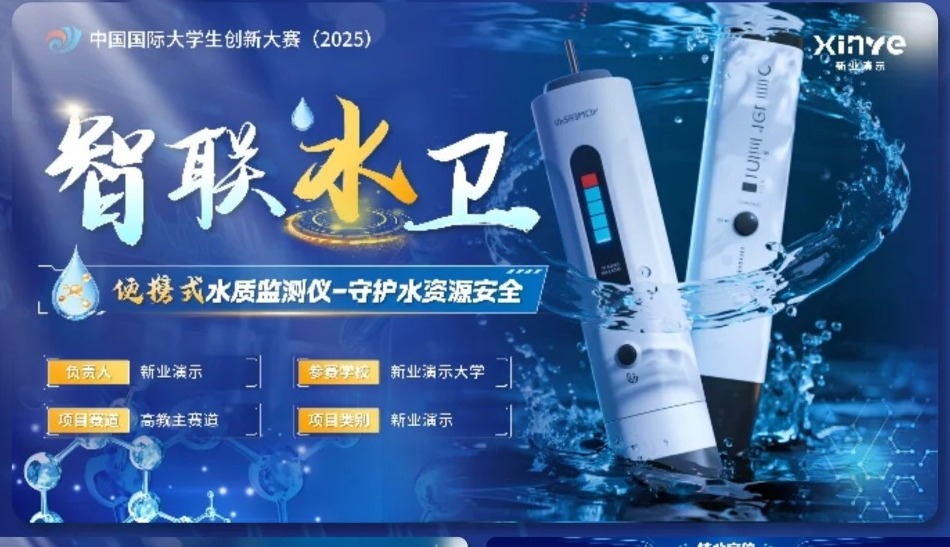 中国国际大学生创新大赛（2025）
xinye
新业演示
智联水卫
便携式水质监测仪-守护水资源安全
负责人 新业演示
参赛学校 新业演示大学
项目赛道 高教主赛道
项目类别 新业演示